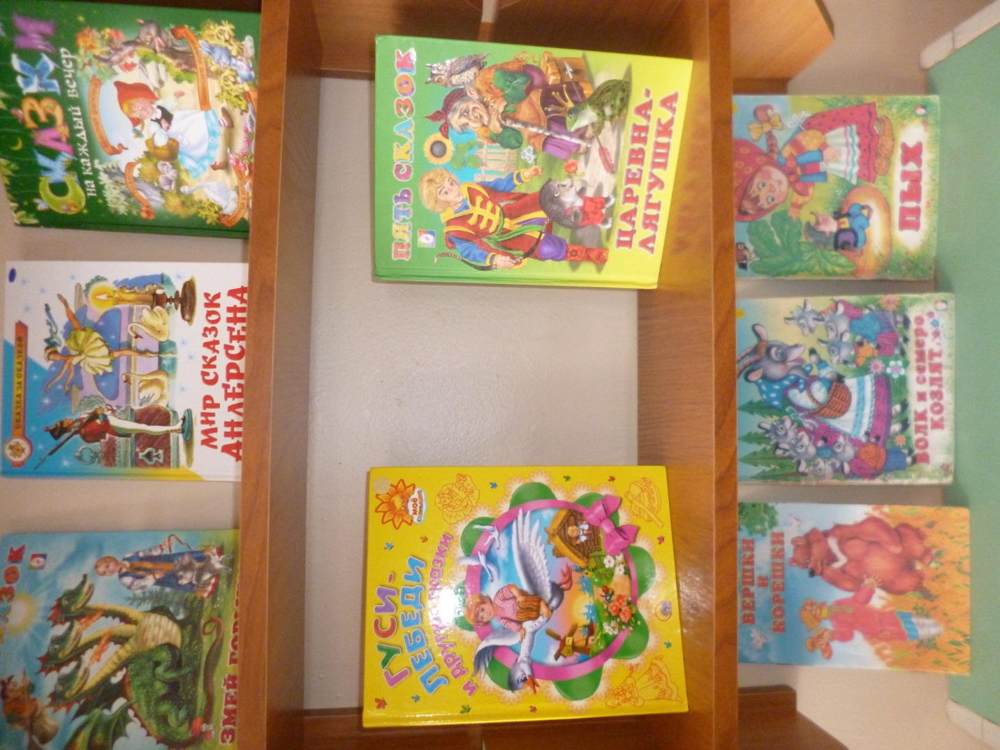 ЗМЕЙ
СКАЗКА ЗА СКАЗКОЙ
МИР СКАЗОК
АНДЕРСЕНА
СКАЗКИ
на каждый вечер
моё
солнышко
ГУСИ-
ЛЕБЕДИ
И ДРУГИЕ СКАЗКИ
ПЯТЬ СКАЗОК
ЦАРЕВНА-
ЛЯГУШКА
ВЕРШКИ
И
КОРЕШКИ
ВОЛК И СЕМЕРО
КОЗЛЯТ
ПЫХ